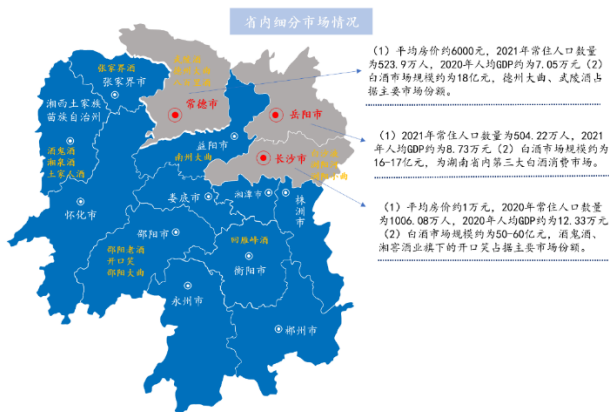 省内细分市场情况
（1）平均房价约6000元，2021年常住人口数量
为523.9万人，2020年人均GDP约为7.05万元（2）
白酒市场规模约为18亿元，德州大曲、武陵酒占
据主要市场份额。
（1）2021年常住人口数量为504.22万人，2021
年人均GDP约为8.73万元（2）白酒市场规模约为
16-17亿元，为湖南省内第三大白酒消费市场。
（1）平均房价约1万元，2020年常住人口数量
为1006.08万人，2020年人均GDP约为12.33万元
（2）白酒市场规模约为50-60亿元，酒鬼酒、
湘窖酒业旗下的开口笑占据主要市场份额。
张家界酒
张家界市
常德市
岳阳市
湘西土家族
苗族自治州
酒鬼酒
湘泉酒
土家人酒
益阳市
南州大曲
长沙市
怀化市
娄底市
湘潭市
株洲市
邵阳市
邵阳老酒
开口笑
邵阳大曲
回雁峰酒
衡阳市
永州市
郴州市